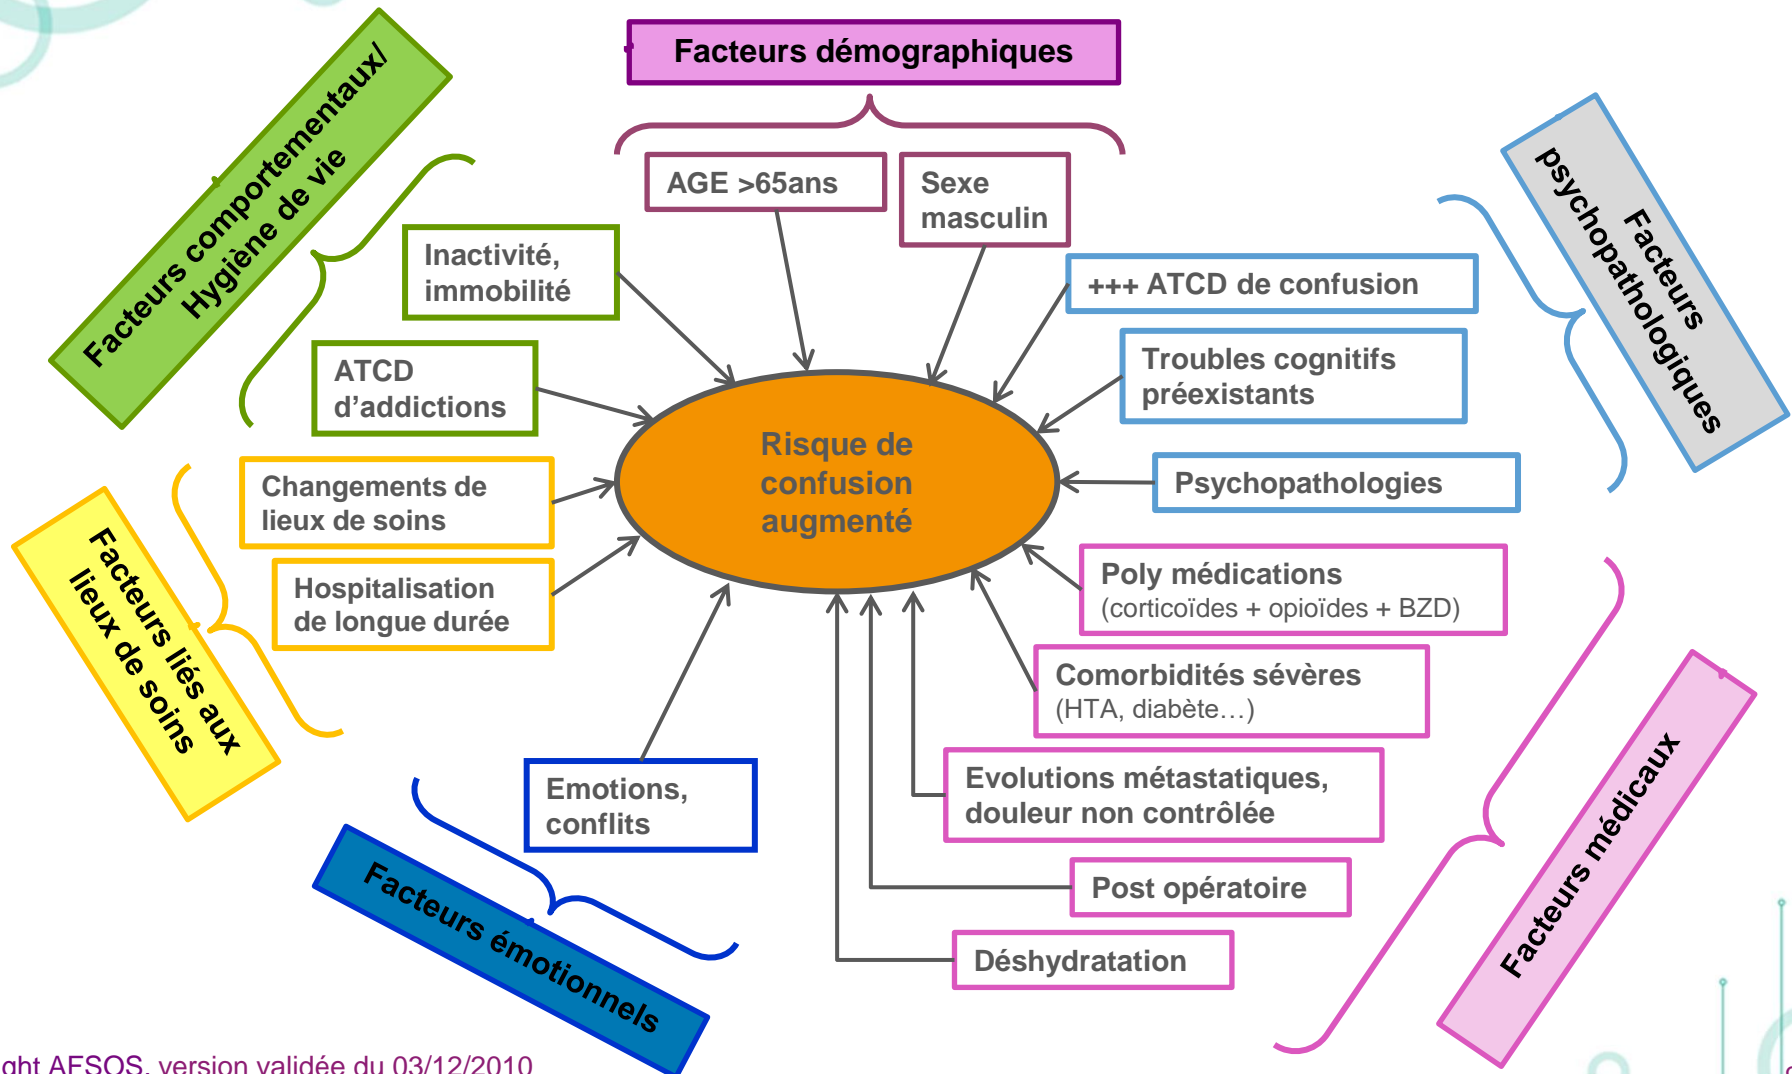 Facteurs démographiques
Facteurs comportementaux/
Hygiène de vie
AGE >65ans
Sexe
masculin
Facteurs
psychopathologiques
Inactivité,
immobilité
+++ ATCD de confusion
ATCD
d'addictions
Troubles cognitifs
préexistants
Risque de
confusion
augmenté
Changements de
lieux de soins
Psychopathologies
Facteurs liés aux
lieux de soins
Hospitalisation
de longue durée
Poly médications
(corticoïdes + opioïdes + BZD)
Comorbidités sévères
(HTA, diabète…)
Emotions,
conflits
Evolutions métastatiques,
douleur non contrôlée
Facteurs médicaux
Facteurs émotionnels
Post opératoire
Déshydratation
ght AFSOS, version validée du 03/12/2010